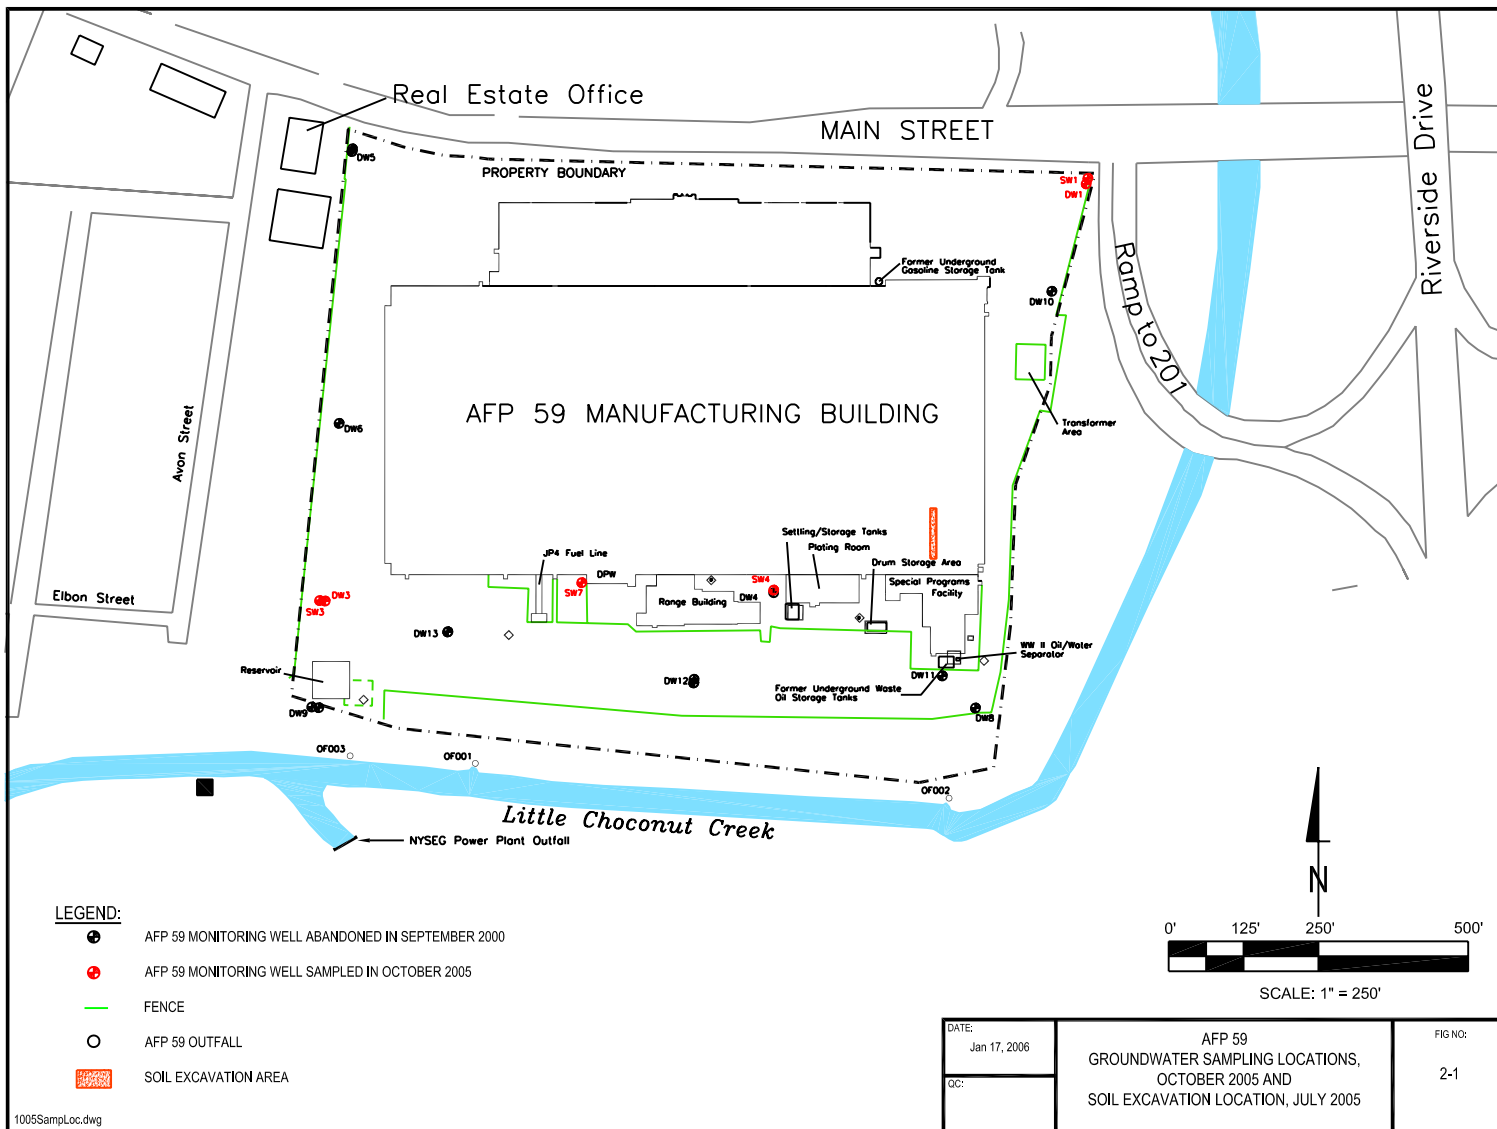 Real Estate Office
MAIN STREET
Riverside Drive
DW5
PROPERTY BOUNDARY
SW1
DW1
Former Underground
Gasoline Storage Tank
DW10
Ramp to 201
AFP 59 MANUFACTURING BUILDING
Transformer
Area
DW6
Avon Street
Settling/Storage Tanks
Plating Room
JP4 Fuel Line
DPW
Drum Storage Area
Special Programs
Facility
SW7
SW4
DW4
Range Building
Elbon Street
DW3
SW3
DW13
WW II Oil/Water
Separator
Reservoir
DW12
DW11
Former Underground Waste
Oil Storage Tanks
DW9
DW8
OF003
OF001
OF002
Little Choconut Creek
NYSEG Power Plant Outfall
N
LEGEND:
AFP 59 MONITORING WELL ABANDONED IN SEPTEMBER 2000
AFP 59 MONITORING WELL SAMPLED IN OCTOBER 2005
FENCE
AFP 59 OUTFALL
SOIL EXCAVATION AREA
0' 125' 250' 500'
SCALE: 1" = 250'
DATE:
Jan 17, 2006
QC:
AFP 59
GROUNDWATER SAMPLING LOCATIONS,
OCTOBER 2005 AND
SOIL EXCAVATION LOCATION, JULY 2005
FIG NO:
2-1
1005SampLoc.dwg